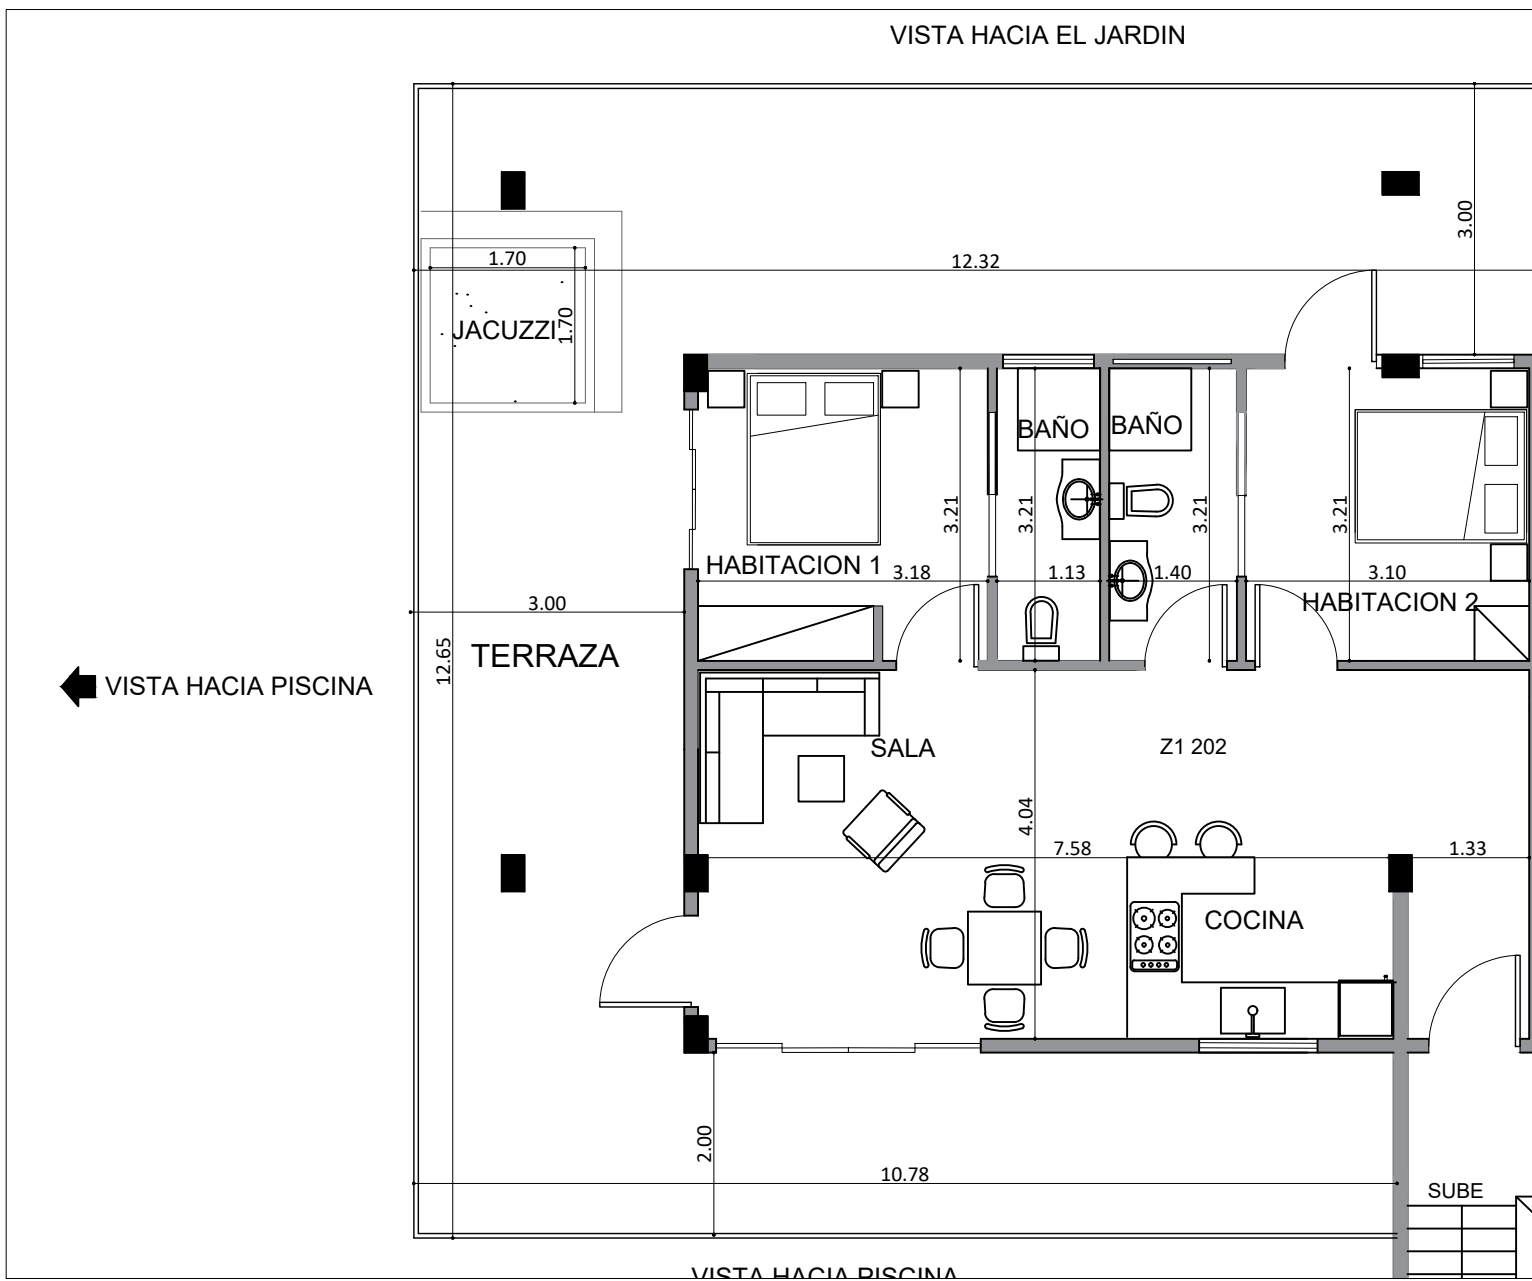 VISTA HACIA EL JARDIN
3.00
12.32
1.70
1.70
JACUZZI
BAÑO
BAÑO
3.21
3.21
3.21
3.21
HABITACION 1
3.18
1.13
1.40
3.10
HABITACION 2
3.00
12.65
TERRAZA
VISTA HACIA PISCINA
SALA
Z1 202
4.04
7.58
1.33
COCINA
2.00
10.78
SUBE
VISTA HACIA PISCINA